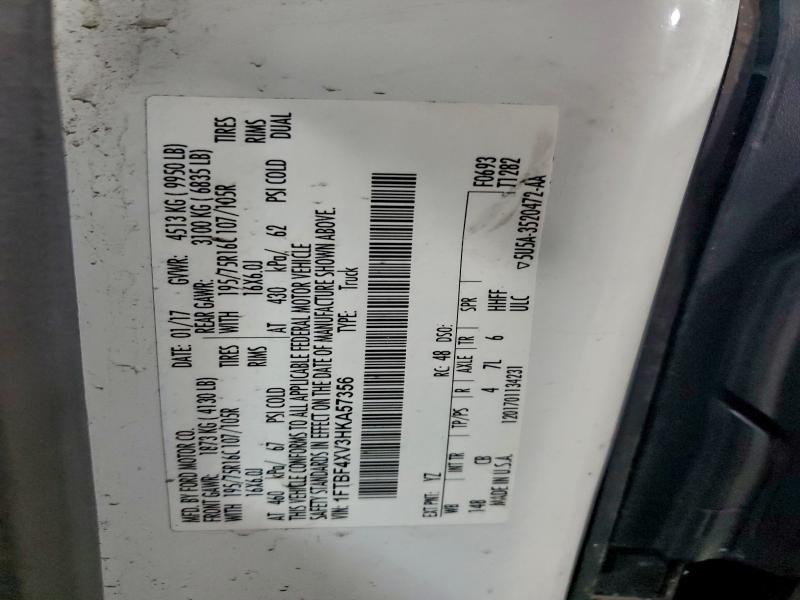 MFD. BY FORD MOTOR CO.
DATE: 01/17 GVWR: 4513 KG ( 9950 LB)
FRONT GAWR: 1873 KG ( 4130 LB) REAR GAWR: 3100 KG ( 6835 LB)
WITH 195/75R16C 107/105R TIRES WITH 195/75R16C 107/105R TIRES
16X6.0J RIMS 16X6.0J RIMS
AT 460 kPa/ 67 PSI COLD AT 430 kPa/ 62 PSI COLD DUAL
THIS VEHICLE CONFORMS TO ALL APPLICABLE FEDERAL MOTOR VEHICLE
SAFETY STANDARDS IN EFFECT ON THE DATE OF MANUFACTURE SHOWN ABOVE.
VIN: 1FTBF4XV3HKA57356 TYPE: Truck
EXT PNT: YZ RC: 48 DSO: F0693
WB INT TR TP/PS R AXLE TR SPR T1282
148 CB 4 7L 6 HHFF
MADE IN U.S.A. 1201701134231 ULC
▽5U5A-3520472-AA